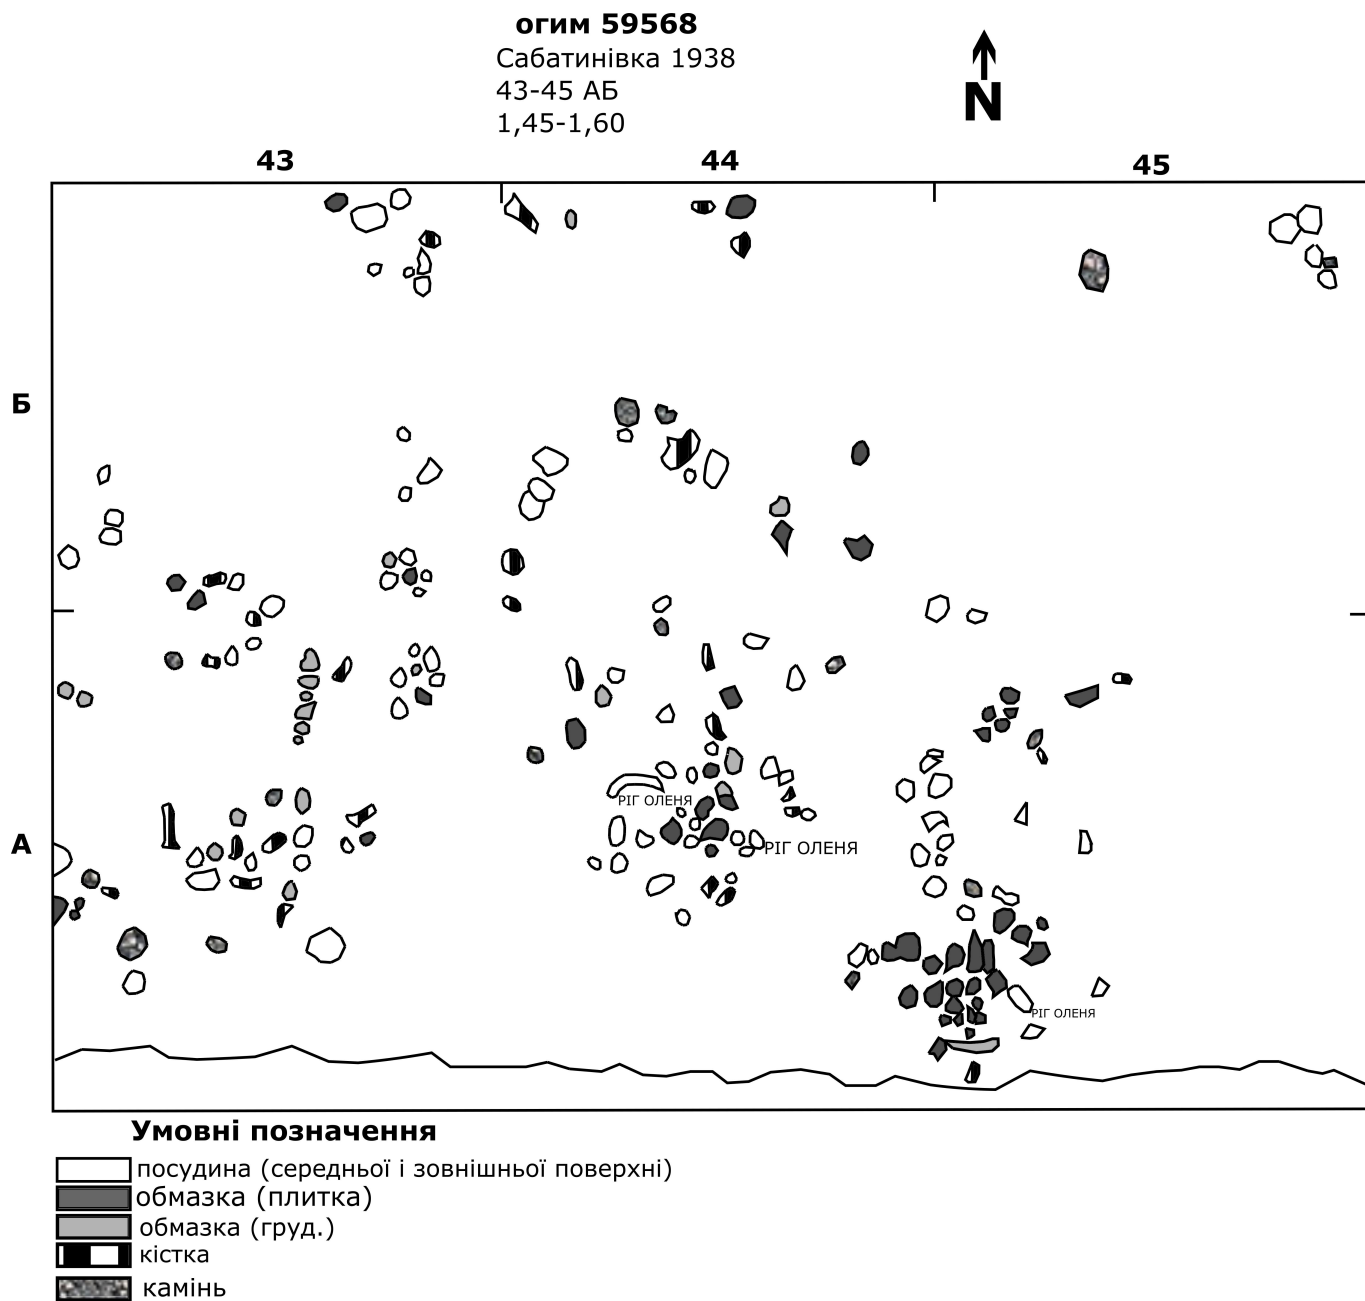 огим 59568
Сабатинівка 1938
43-45 АБ
1,45-1,60
N
43
44
45
Б
РІГ ОЛЕНЯ
А
РІГ ОЛЕНЯ
РІГ ОЛЕНЯ
Умовні позначення
посудина (середньої і зовнішньої поверхні)
обмазка (плитка)
обмазка (груд.)
кістка
камінь